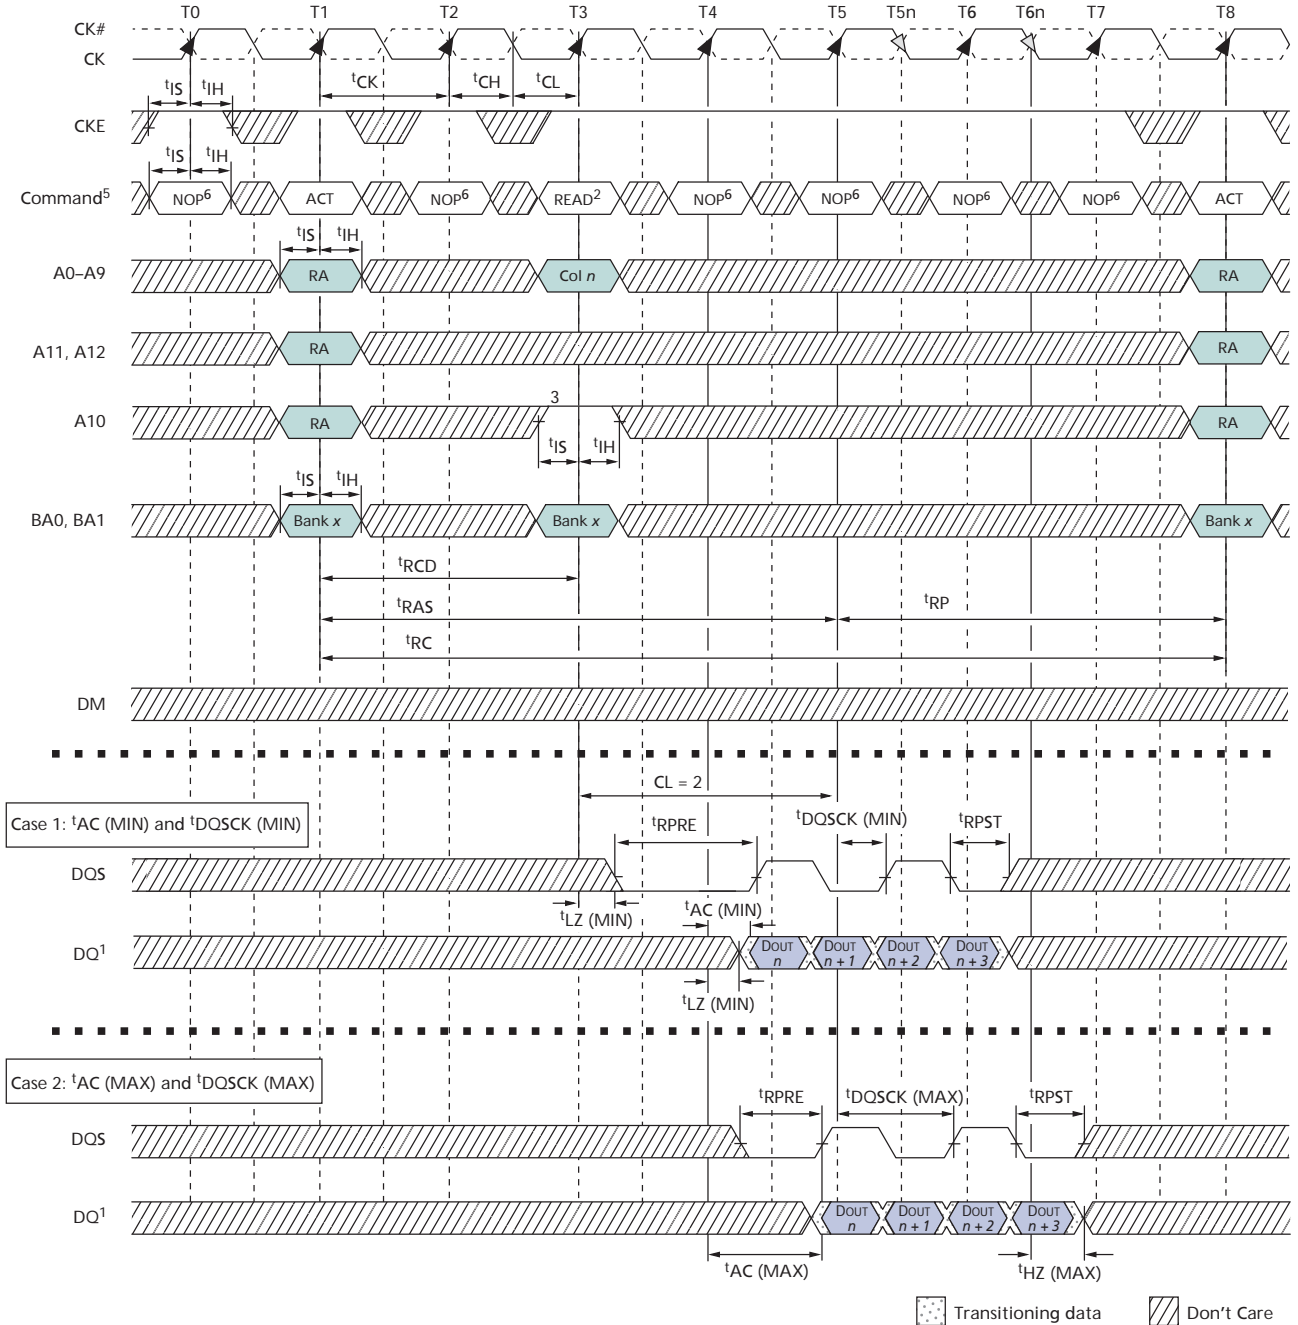 T0 T1 T2 T3 T4 T5 T5n T6 T6n T7 T8
CK#
CK
tCK tCH tCL
tIS tIH
CKE
tIS tIH
Command5 NOP6 ACT NOP6 READ2 NOP6 NOP6 NOP6 NOP6 ACT
tIS tIH
A0–A9 RA Col n RA
A11, A12 RA RA
3
A10 RA RA
tIS tIH
tIS tIH
BA0, BA1 Bank x Bank x Bank x
tRCD
tRAS tRP
tRC
DM
CL = 2
Case 1: tAC (MIN) and tDQSCK (MIN)
tRPRE tDQSCK (MIN) tRPST
DQS
tLZ (MIN) tAC (MIN)
DQ1 DOUT n DOUT n + 1 DOUT n + 2 DOUT n + 3
tLZ (MIN)
Case 2: tAC (MAX) and tDQSCK (MAX)
tRPRE tDQSCK (MAX) tRPST
DQS
DQ1 DOUT n DOUT n + 1 DOUT n + 2 DOUT n + 3
tAC (MAX) tHZ (MAX)
Transitioning data Don't Care